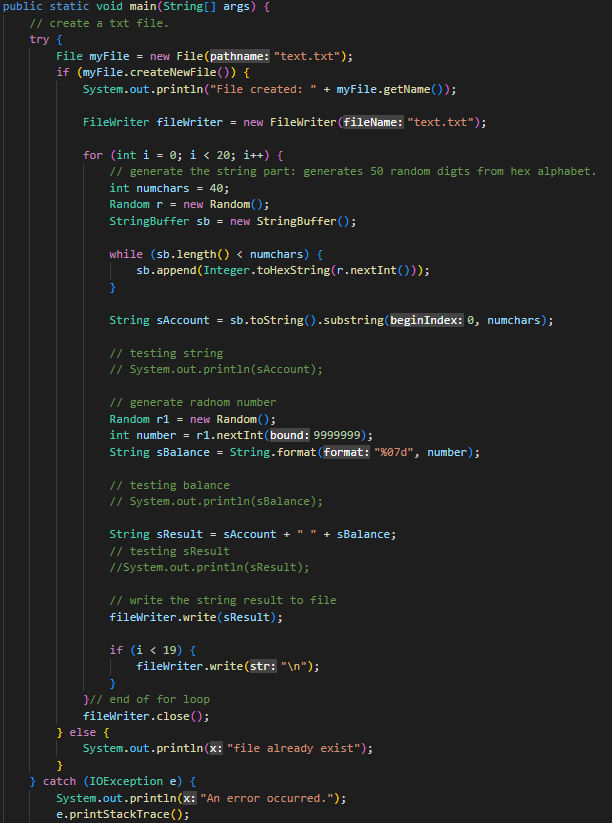 public static void main(String[] args) {
// create a txt file.
try {
File myFile = new File(pathname: "text.txt");
if (myFile.createNewFile()) {
System.out.println("File created: " + myFile.getName());
FileWriter fileWriter = new FileWriter(fileName: "text.txt");
for (int i = 0; i < 20; i++) {
// generate the string part: generates 50 random digts from hex alphabet.
int numchars = 40;
Random r = new Random();
StringBuffer sb = new StringBuffer();
while (sb.length() < numchars) {
sb.append(Integer.toHexString(r.nextInt()));
}
String sAccount = sb.toString().substring(beginIndex: 0, numchars);
// testing string
// System.out.println(sAccount);
// generate radnom number
Random r1 = new Random();
int number = r1.nextInt(bound: 9999999);
String sBalance = String.format(format: "%07d", number);
// testing balance
// System.out.println(sBalance);
String sResult = sAccount + " " + sBalance;
// testing sResult
//System.out.println(sResult);
// write the string result to file
fileWriter.write(sResult);
if (i < 19) {
fileWriter.write(str: "\n");
}
}// end of for loop
fileWriter.close();
} else {
System.out.println(x: "file already exist");
}
} catch (IOException e) {
System.out.println(x: "An error occurred.");
e.printStackTrace();